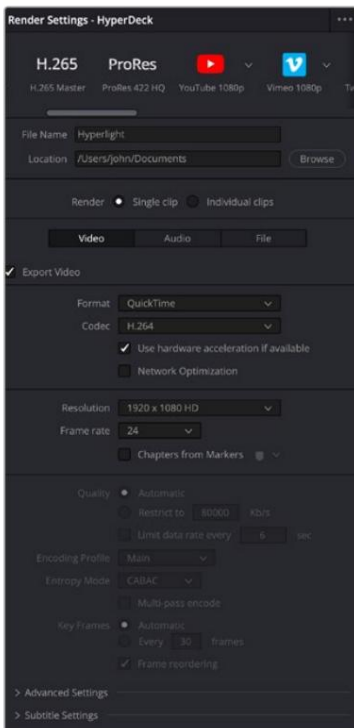 Render Settings - HyperDeck
H.265 ProRes
H.265 Master ProRes 422 HQ YouTube 1080p Vimeo 1080p
File Name Hyperlight
Location /Users/john/Documents Browse
Render Single clip Individual clips
Video Audio File
Export Video
Format QuickTime
Codec H.264
Use hardware acceleration if available
Network Optimization
Resolution 1920 x 1080 HD
Frame rate 24
Chapters from Markers
Quality Automatic
Restrict to 80000 Kb/s
Limit data rate every 6 sec
Encoding Profile Main
Entropy Mode CABAC
Multi-pass encode
Key Frames Automatic
Every 30 frames
Frame reordering
> Advanced Settings
> Subtitle Settings